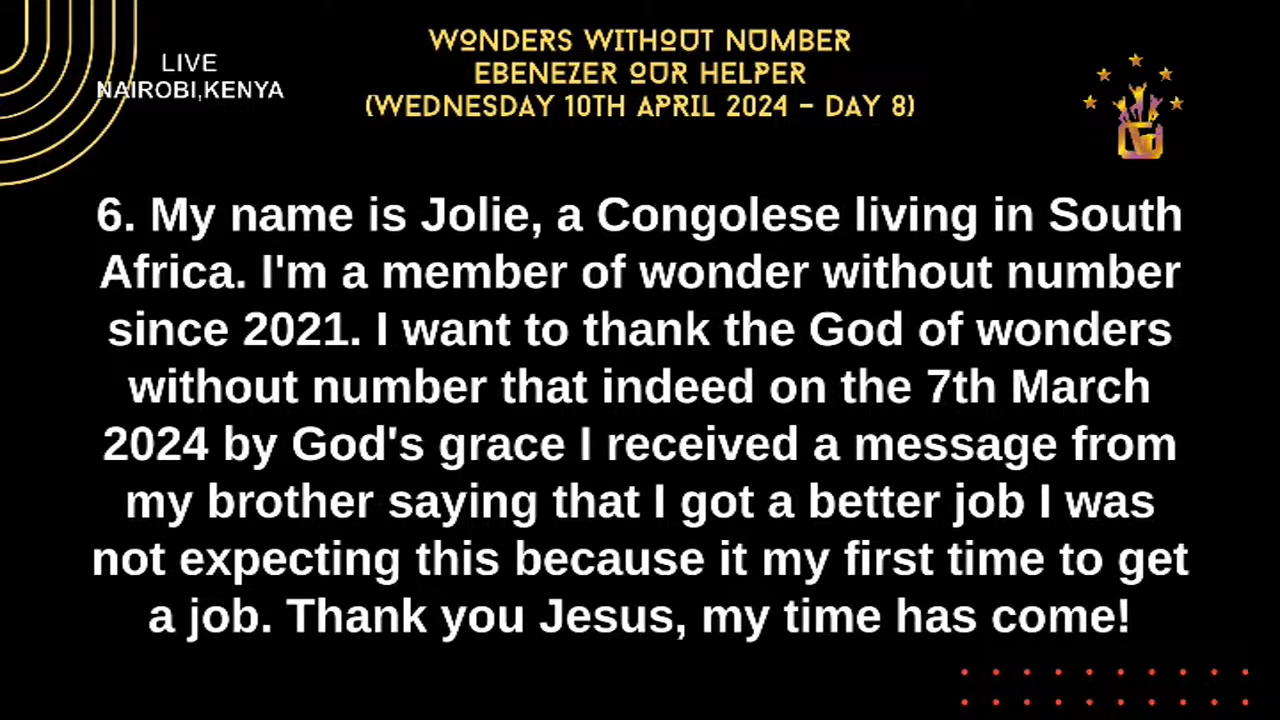 LIVE
NAIROBI,KENYA
WONDERS WITHOUT NUMBER
EBENEZER OUR HELPER
(WEDNESDAY 10TH APRIL 2024 - DAY 8)
6. My name is Jolie, a Congolese living in South
Africa. I'm a member of wonder without number
since 2021. I want to thank the God of wonders
without number that indeed on the 7th March
2024 by God's grace I received a message from
my brother saying that I got a better job I was
not expecting this because it my first time to get
a job. Thank you Jesus, my time has come!